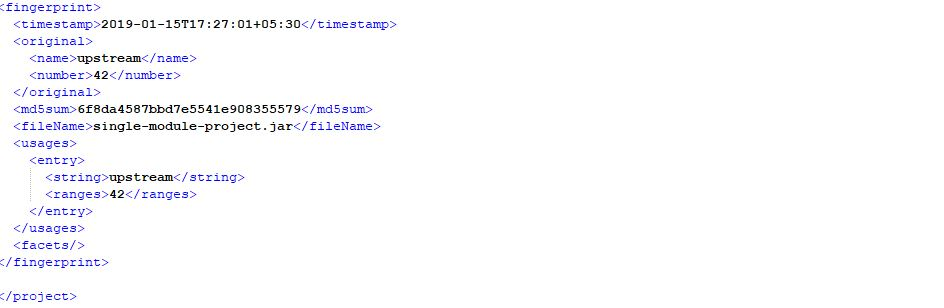 <fingerprint>
<timestamp>2019-01-15T17:27:01+05:30</timestamp>
<original>
<name>upstream</name>
<number>42</number>
</original>
<md5sum>6f8da4587bbd7e5541e908355579</md5sum>
<fileName>single-module-project.jar</fileName>
<usages>
<entry>
<string>upstream</string>
<ranges>42</ranges>
</entry>
</usages>
<facets/>
</fingerprint>
</project>